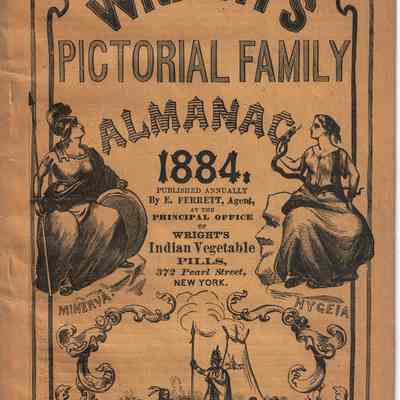 WRIGHT'S
PICTORIAL FAMILY
ALMANAC
1884.
PUBLISHED ANNUALLY
By E. FERRETT, Agent,
AT THE
PRINCIPAL OFFICE
OF
WRIGHT'S
Indian Vegetable
PILLS,
372 Pearl Street,
NEW YORK.
MINERVA.
HYGEIA